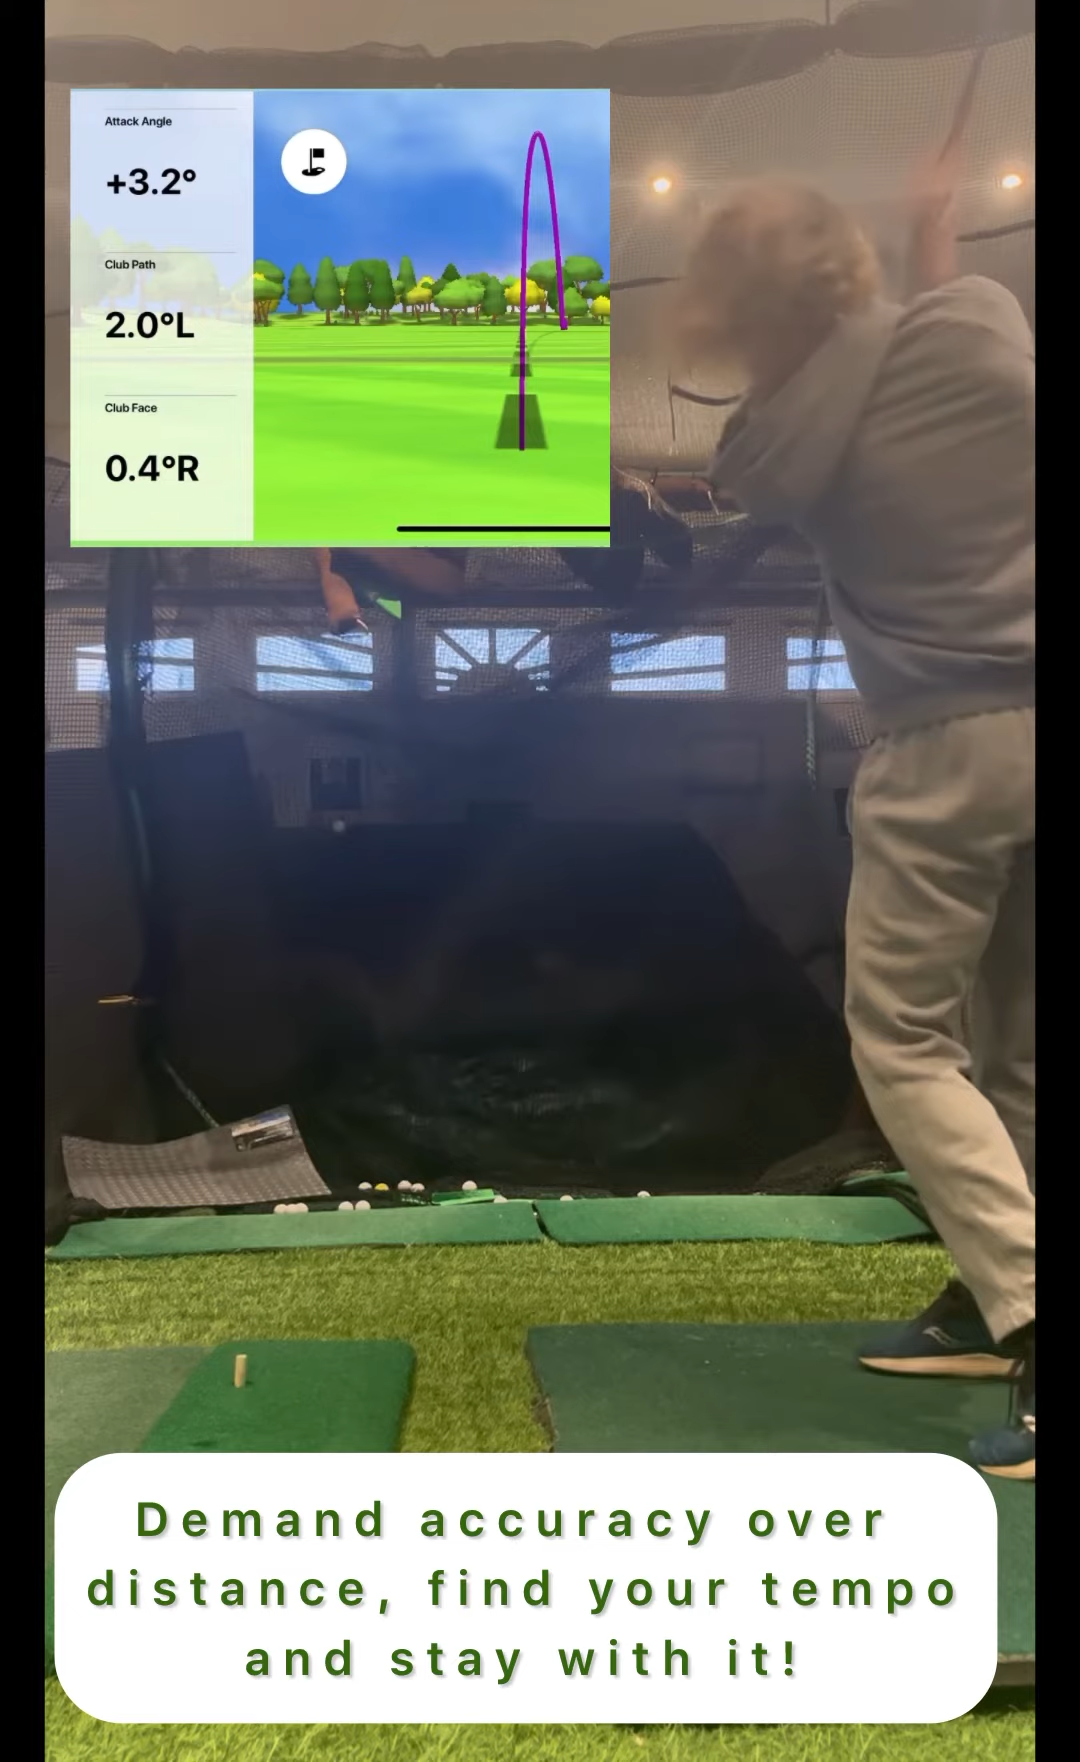 Attack Angle
+3.2°
Club Path
2.0°L
Club Face
0.4°R
Demand accuracy over
distance, find your tempo
and stay with it!